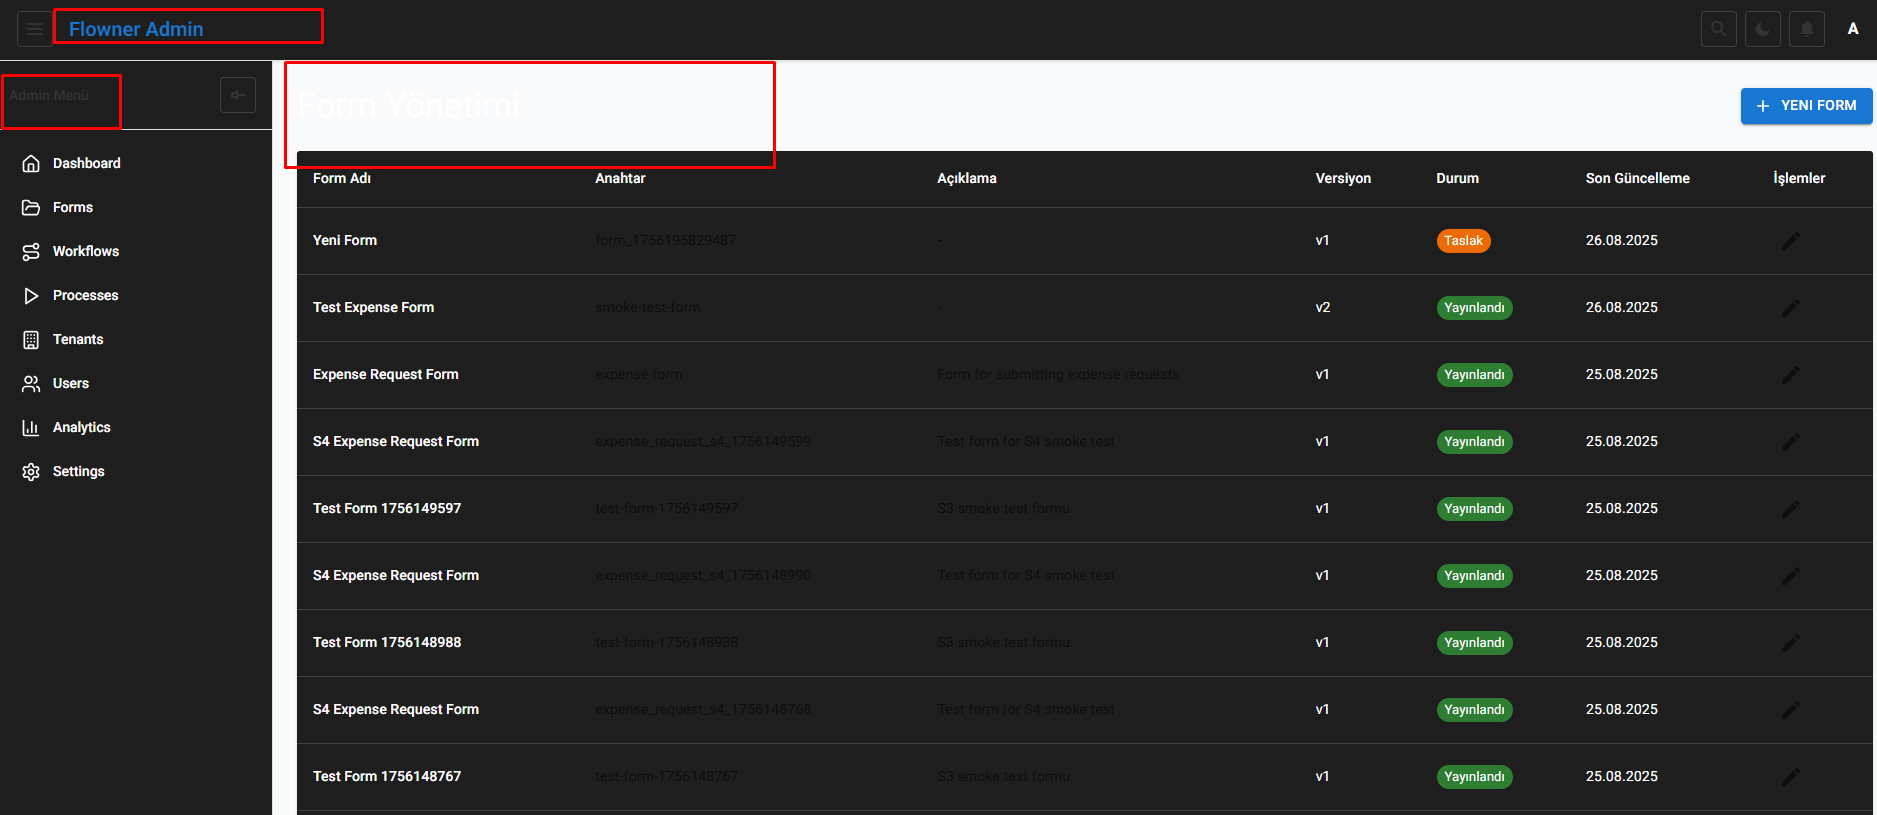 Flowner Admin
A
Admin Menü
Dashboard
Forms
Workflows
Processes
Tenants
Users
Analytics
Settings
Form Yönetimi
YENI FORM
Form Adı Anahtar Açıklama Versiyon Durum Son Güncelleme İşlemler
Yeni Form form_1756195829487 - v1 Taslak 26.08.2025
Test Expense Form smoke-test-form - v2 Yayınlandı 26.08.2025
Expense Request Form expense-form Form for submitting expense requests v1 Yayınlandı 25.08.2025
S4 Expense Request Form expense_request_s4_1756149599 Test form for S4 smoke test v1 Yayınlandı 25.08.2025
Test Form 1756149597 test-form-1756149597 S3 smoke test formu v1 Yayınlandı 25.08.2025
S4 Expense Request Form expense_request_s4_1756148990 Test form for S4 smoke test v1 Yayınlandı 25.08.2025
Test Form 1756148988 test-form-1756148988 S3 smoke test formu v1 Yayınlandı 25.08.2025
S4 Expense Request Form expense_request_s4_1756148768 Test form for S4 smoke test v1 Yayınlandı 25.08.2025
Test Form 1756148767 test-form-1756148767 S3 smoke test formu v1 Yayınlandı 25.08.2025